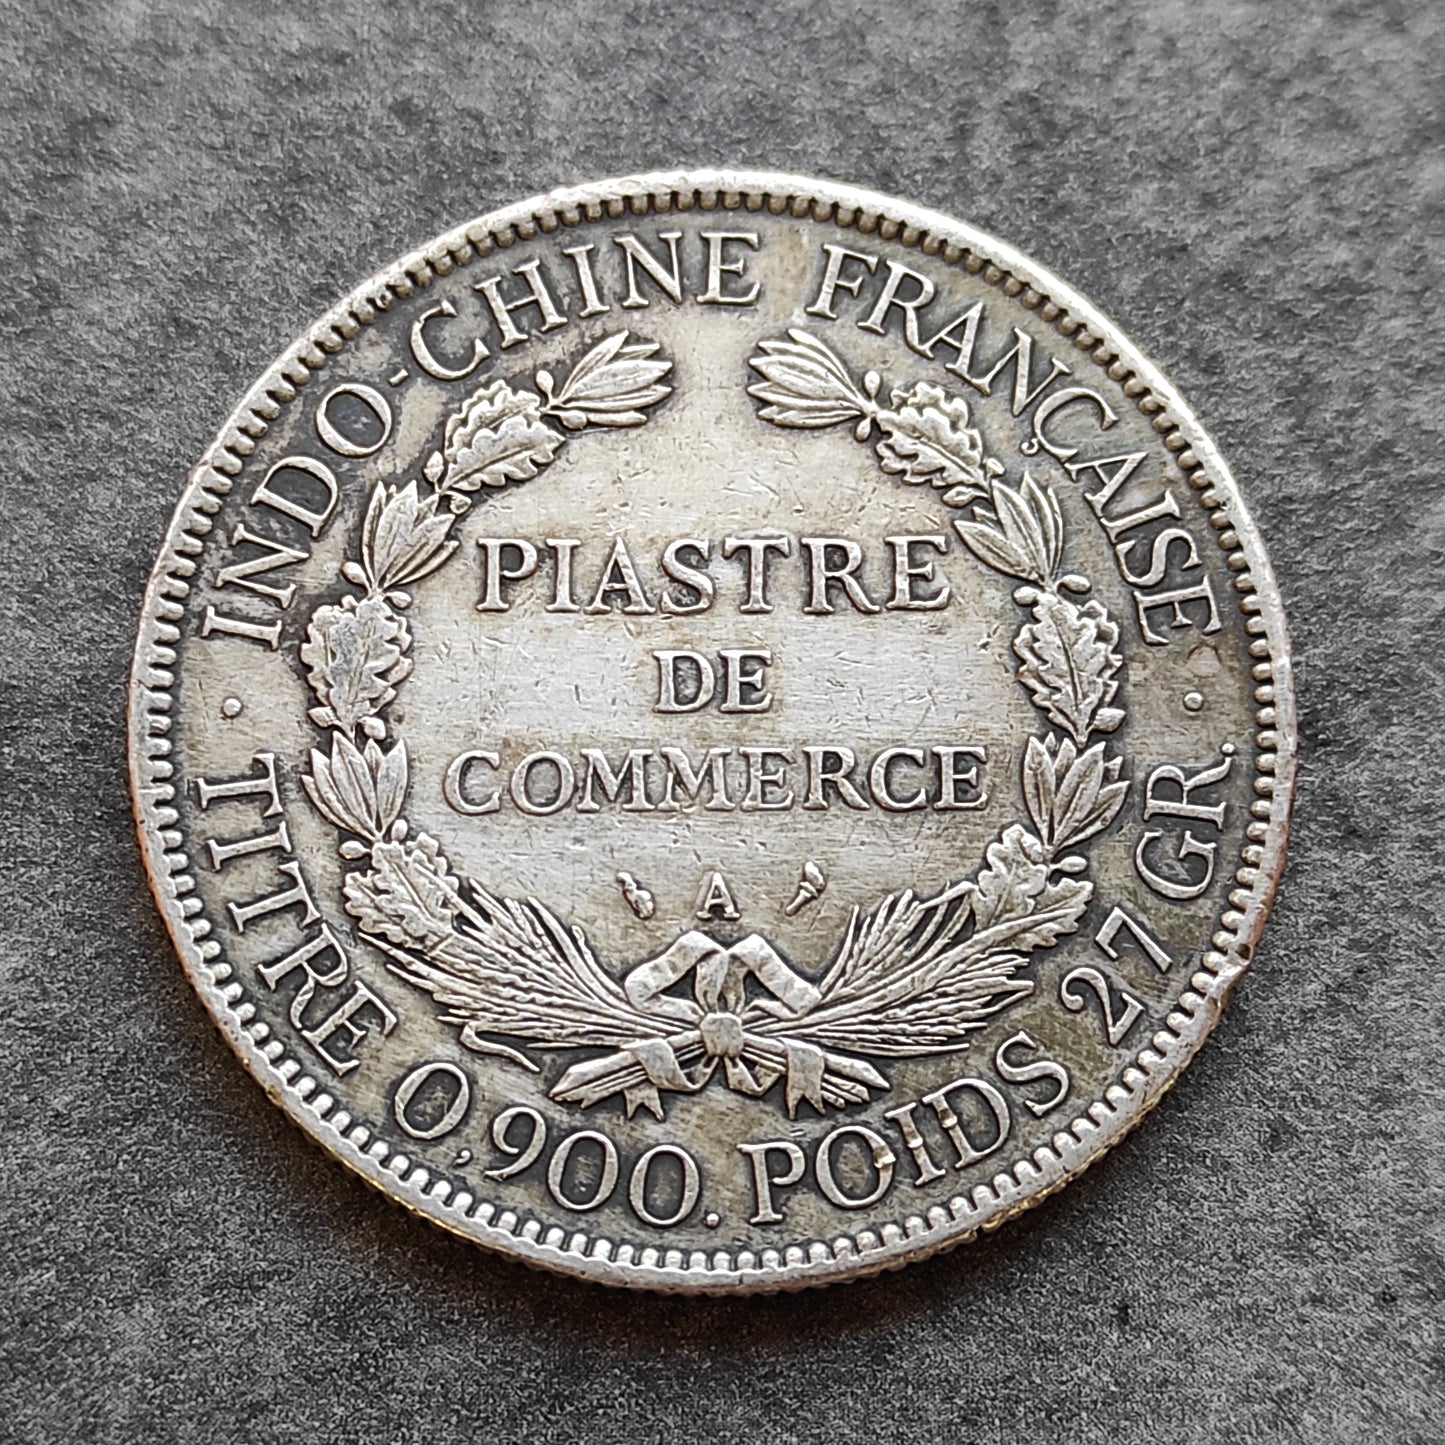 INDO-CHINE FRANÇAISE
PIASTRE
DE
COMMERCE
A
· TITRE 0,900. POIDS 27 GR. ·